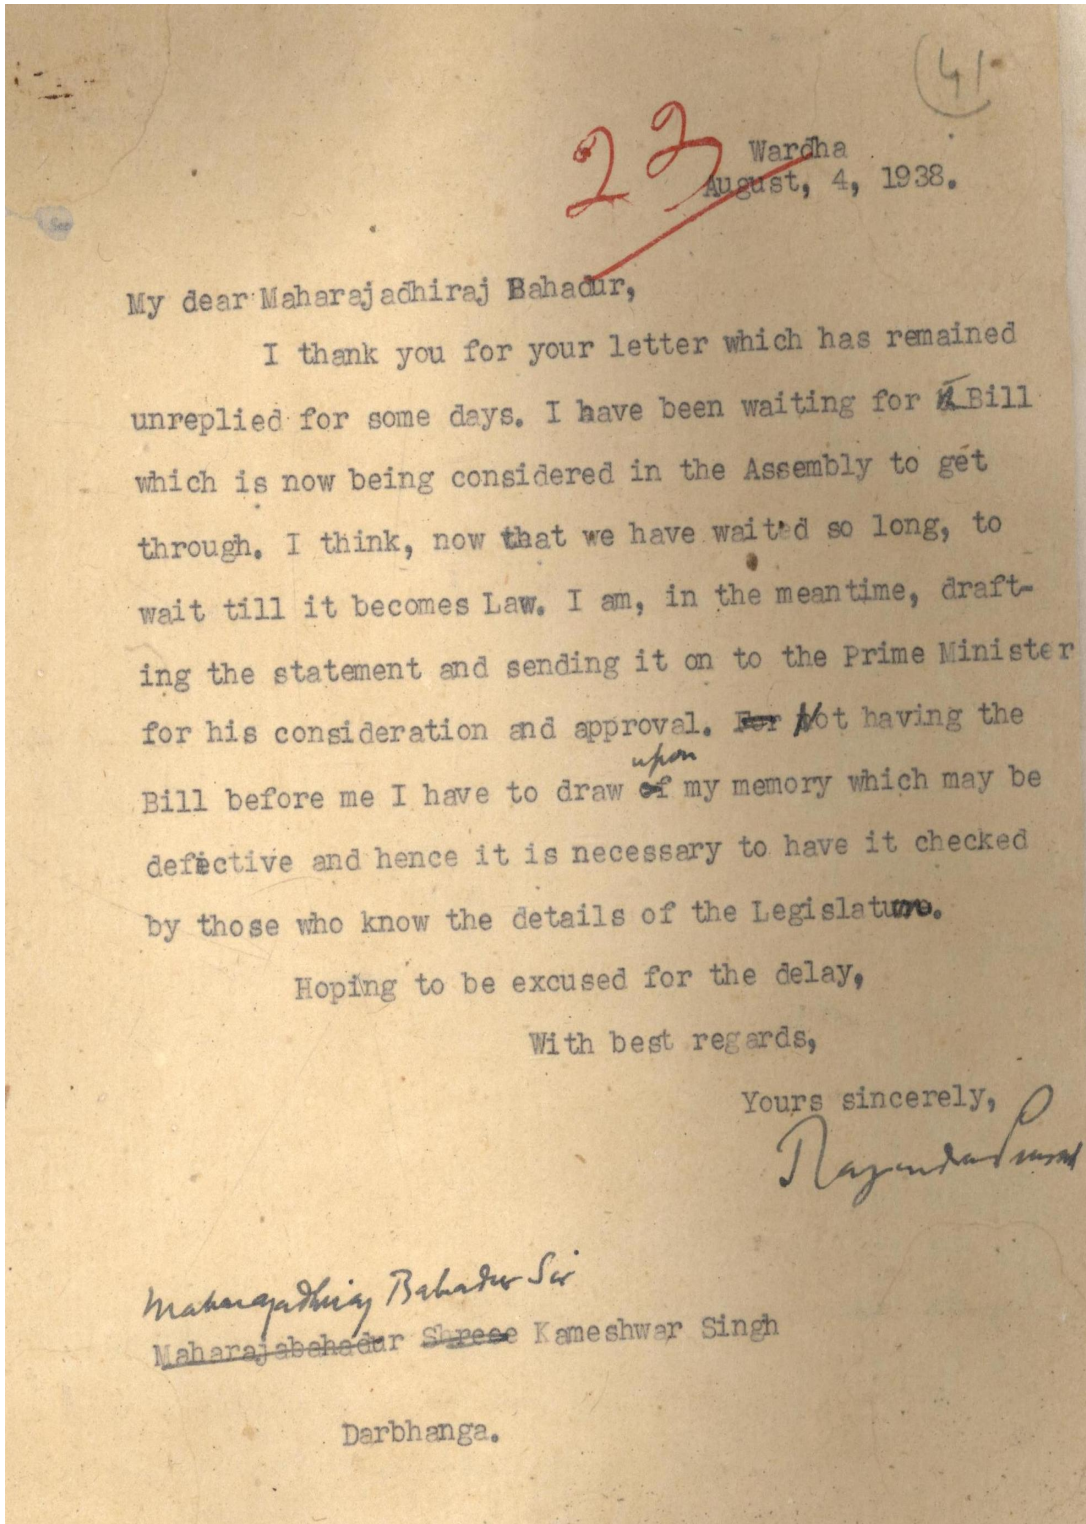 41
23
Wardha
August, 4, 1938.
My dear Maharajadhiraj Bahadur,
I thank you for your letter which has remained
unreplied for some days. I have been waiting for Bill
which is now being considered in the Assembly to get
through. I think, now that we have waited so long, to
wait till it becomes Law. I am, in the meantime, draft-
ing the statement and sending it on to the Prime Minister
for his consideration and approval. For Not having the
upon
Bill before me I have to draw of my memory which may be
defective and hence it is necessary to have it checked
by those who know the details of the Legislature.
Hoping to be excused for the delay,
With best regards,
Yours sincerely,
Rajendra Prasad
Maharajadhiraj Bahadur Sir
Maharajabahadur Shree Kameshwar Singh
Darbhanga.